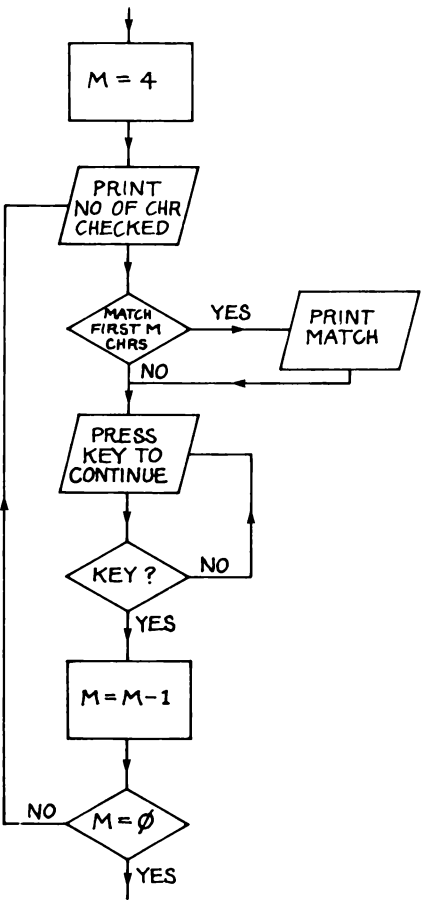 M = 4
PRINT
NO OF CHR
CHECKED
MATCH
FIRST M
CHRS
YES
PRINT
MATCH
NO
PRESS
KEY TO
CONTINUE
KEY ?
NO
YES
M = M - 1
M = Ø
NO
YES